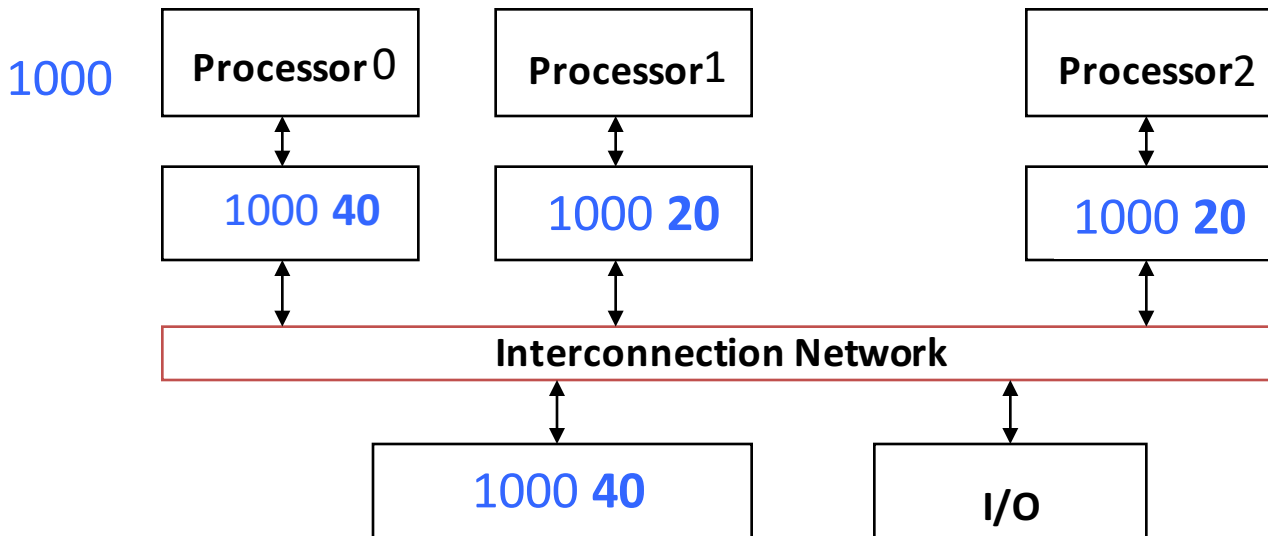 1000
Processor0
Processor1
Processor2
1000 40
1000 20
1000 20
Interconnection Network
1000 40
I/O